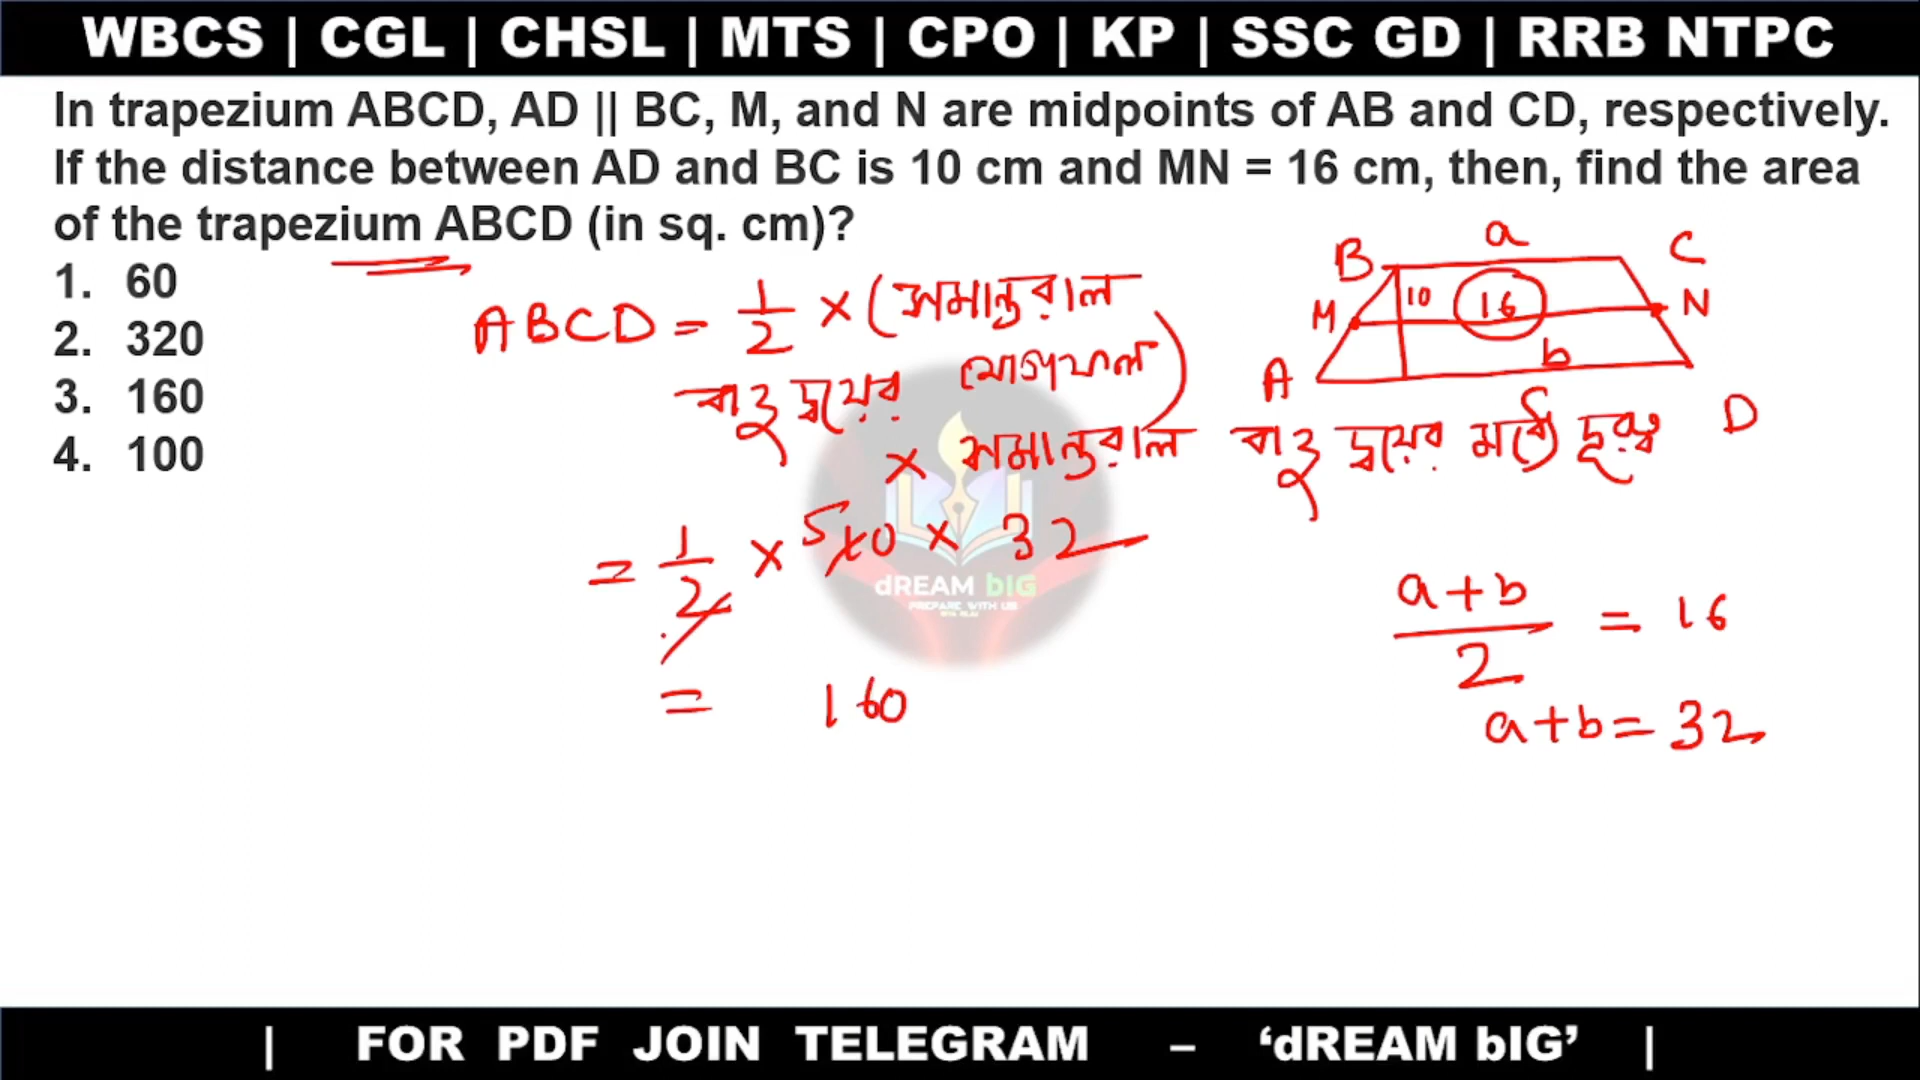 WBCS | CGL | CHSL | MTS | CPO | KP | SSC GD | RRB NTPC
In trapezium ABCD, AD || BC, M, and N are midpoints of AB and CD, respectively.
If the distance between AD and BC is 10 cm and MN = 16 cm, then, find the area
of the trapezium ABCD (in sq. cm)?
1. 60
2. 320
3. 160
4. 100
B a C
M 10 16 N
A b D
ABCD = 1/2 × (সমান্তরাল
বাহু দ্বয়ের যোগফল)
× সমান্তরাল বাহু দ্বয়ের মধ্যে দূরত্ব
= 1/2 × 5 10 × 32
= 160
a+b/2 = 16
a+b = 32
dREAM bIG
PREPARE WITH US
| FOR PDF JOIN TELEGRAM – ‘dREAM bIG’ |